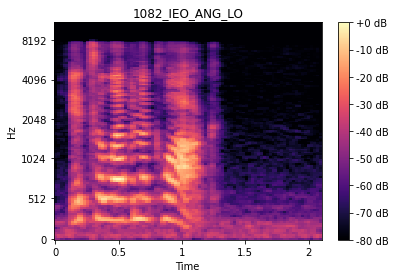 1082_IEO_ANG_LO
8192
4096
2048
1024
512
0
Hz
0
0.5
1
1.5
2
Time
+0 dB
-10 dB
-20 dB
-30 dB
-40 dB
-50 dB
-60 dB
-70 dB
-80 dB